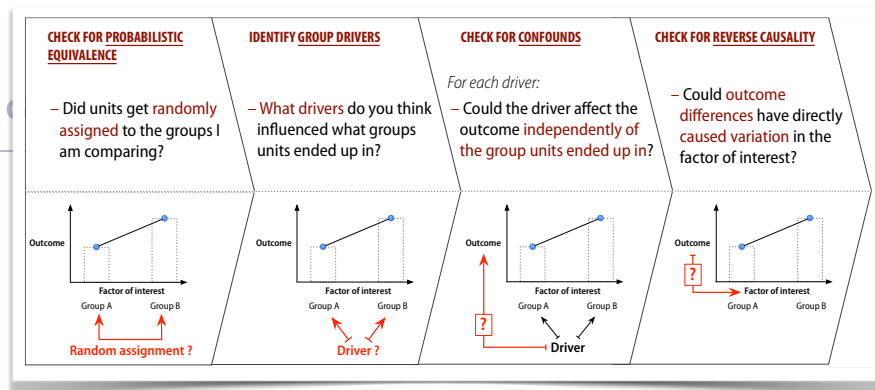 CHECK FOR PROBABILISTIC
EQUIVALENCE
– Did units get randomly
assigned to the groups I
am comparing?
Outcome
Factor of interest
Group A Group B
Random assignment ?
IDENTIFY GROUP DRIVERS
– What drivers do you think
influenced what groups
units ended up in?
Outcome
Factor of interest
Group A Group B
Driver ?
CHECK FOR CONFOUNDS
For each driver:
– Could the driver affect the
outcome independently of
the group units ended up in?
Outcome
Factor of interest
Group A Group B
?
Driver
CHECK FOR REVERSE CAUSALITY
– Could outcome
differences have directly
caused variation in the
factor of interest?
Outcome
?
Factor of interest
Group A Group B